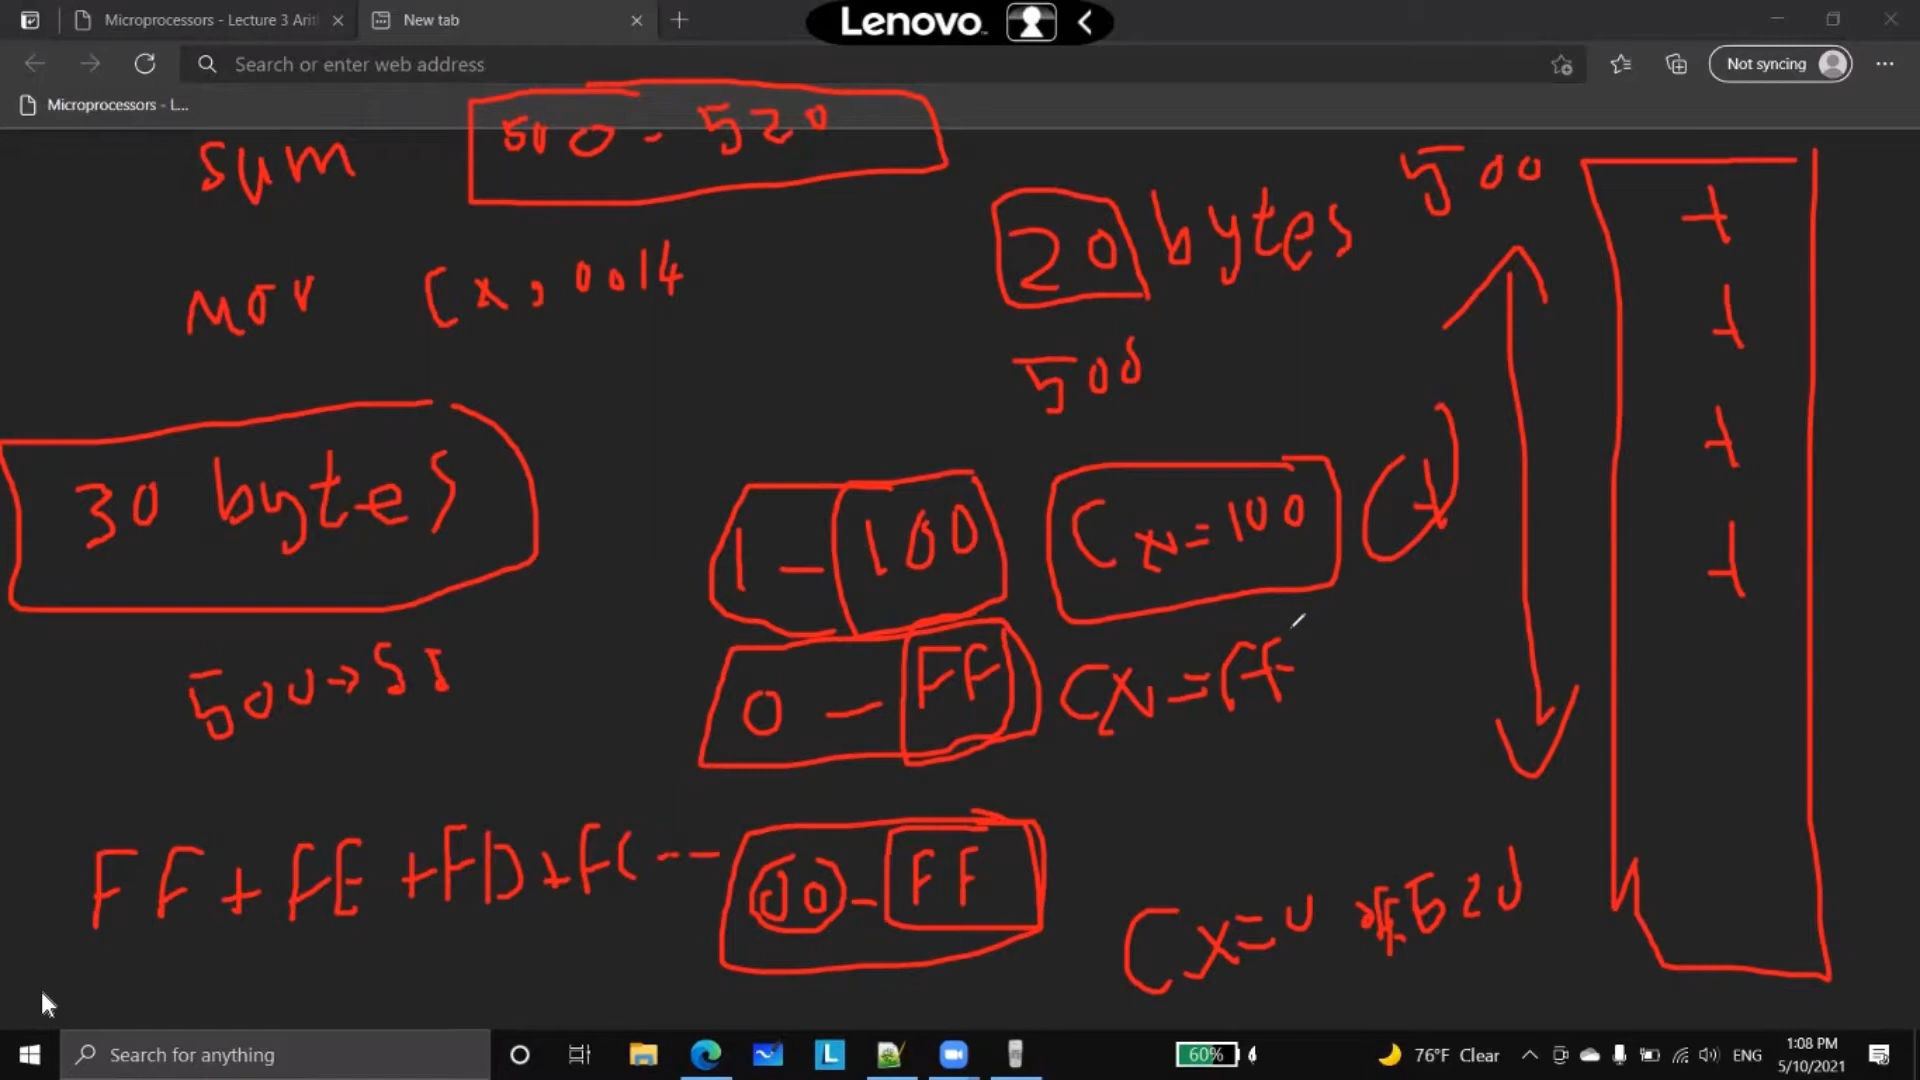 Microprocessors - Lecture 3 Arit
New tab
Lenovo
Search or enter web address
Not syncing
Microprocessors - L...
sum 500 - 520
500
20 bytes
mov Cx, 0014
500
30 bytes
1 - 100
Cx = 100
500 → SI
0 - FF
Cx = FF
FF + FE + FD + FC ---
00 - FF
Cx = 0
520
Search for anything
60%
76°F Clear
ENG
1:08 PM
5/10/2021